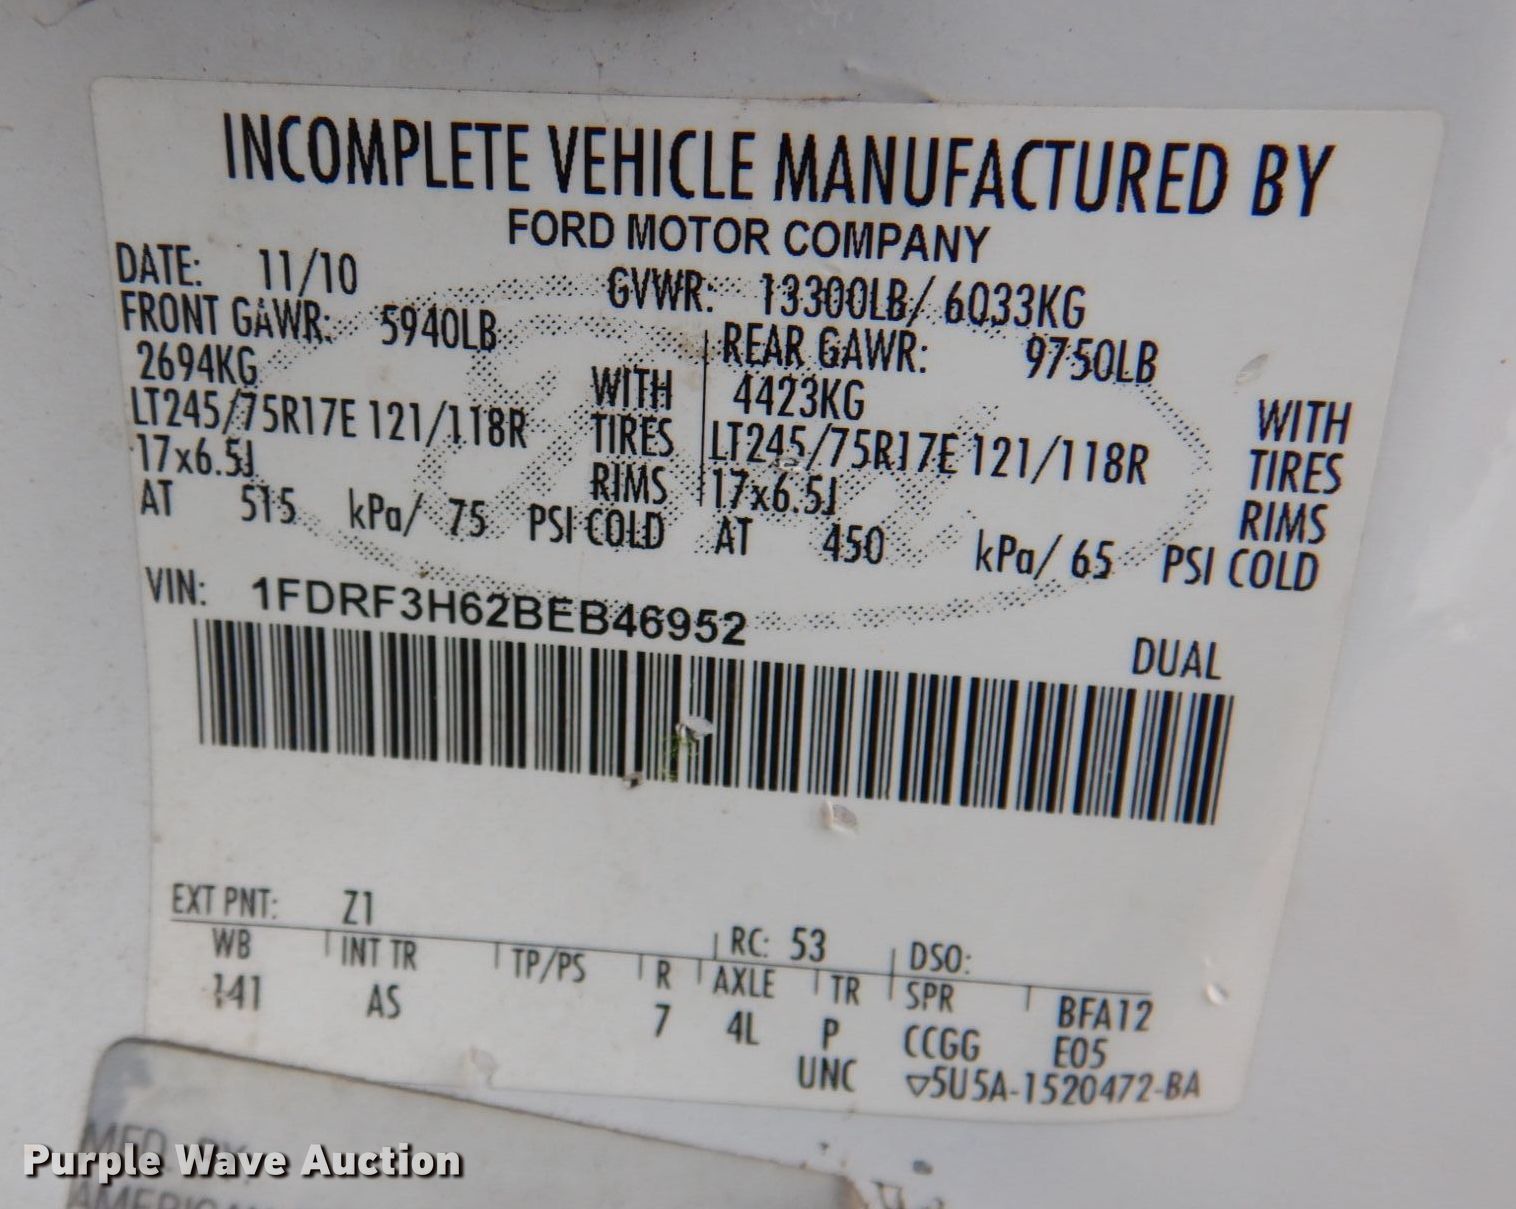 INCOMPLETE VEHICLE MANUFACTURED BY
FORD MOTOR COMPANY
DATE: 11/10 GVWR: 13300LB/ 6033KG
FRONT GAWR: 5940LB REAR GAWR: 9750LB
2694KG WITH 4423KG WITH
LT245/75R17E 121/118R TIRES LT245/75R17E 121/118R TIRES
17x6.5J RIMS 17x6.5J RIMS
AT 515 kPa/ 75 PSI COLD AT 450 kPa/ 65 PSI COLD
VIN: 1FDRF3H62BEB46952
DUAL
EXT PNT: Z1 RC: 53 DSO:
WB INT TR TP/PS R AXLE TR SPR BFA12
141 AS 7 4L P CCGG E05
UNC ▽5U5A-1520472-BA
MFD. BY
Purple Wave Auction